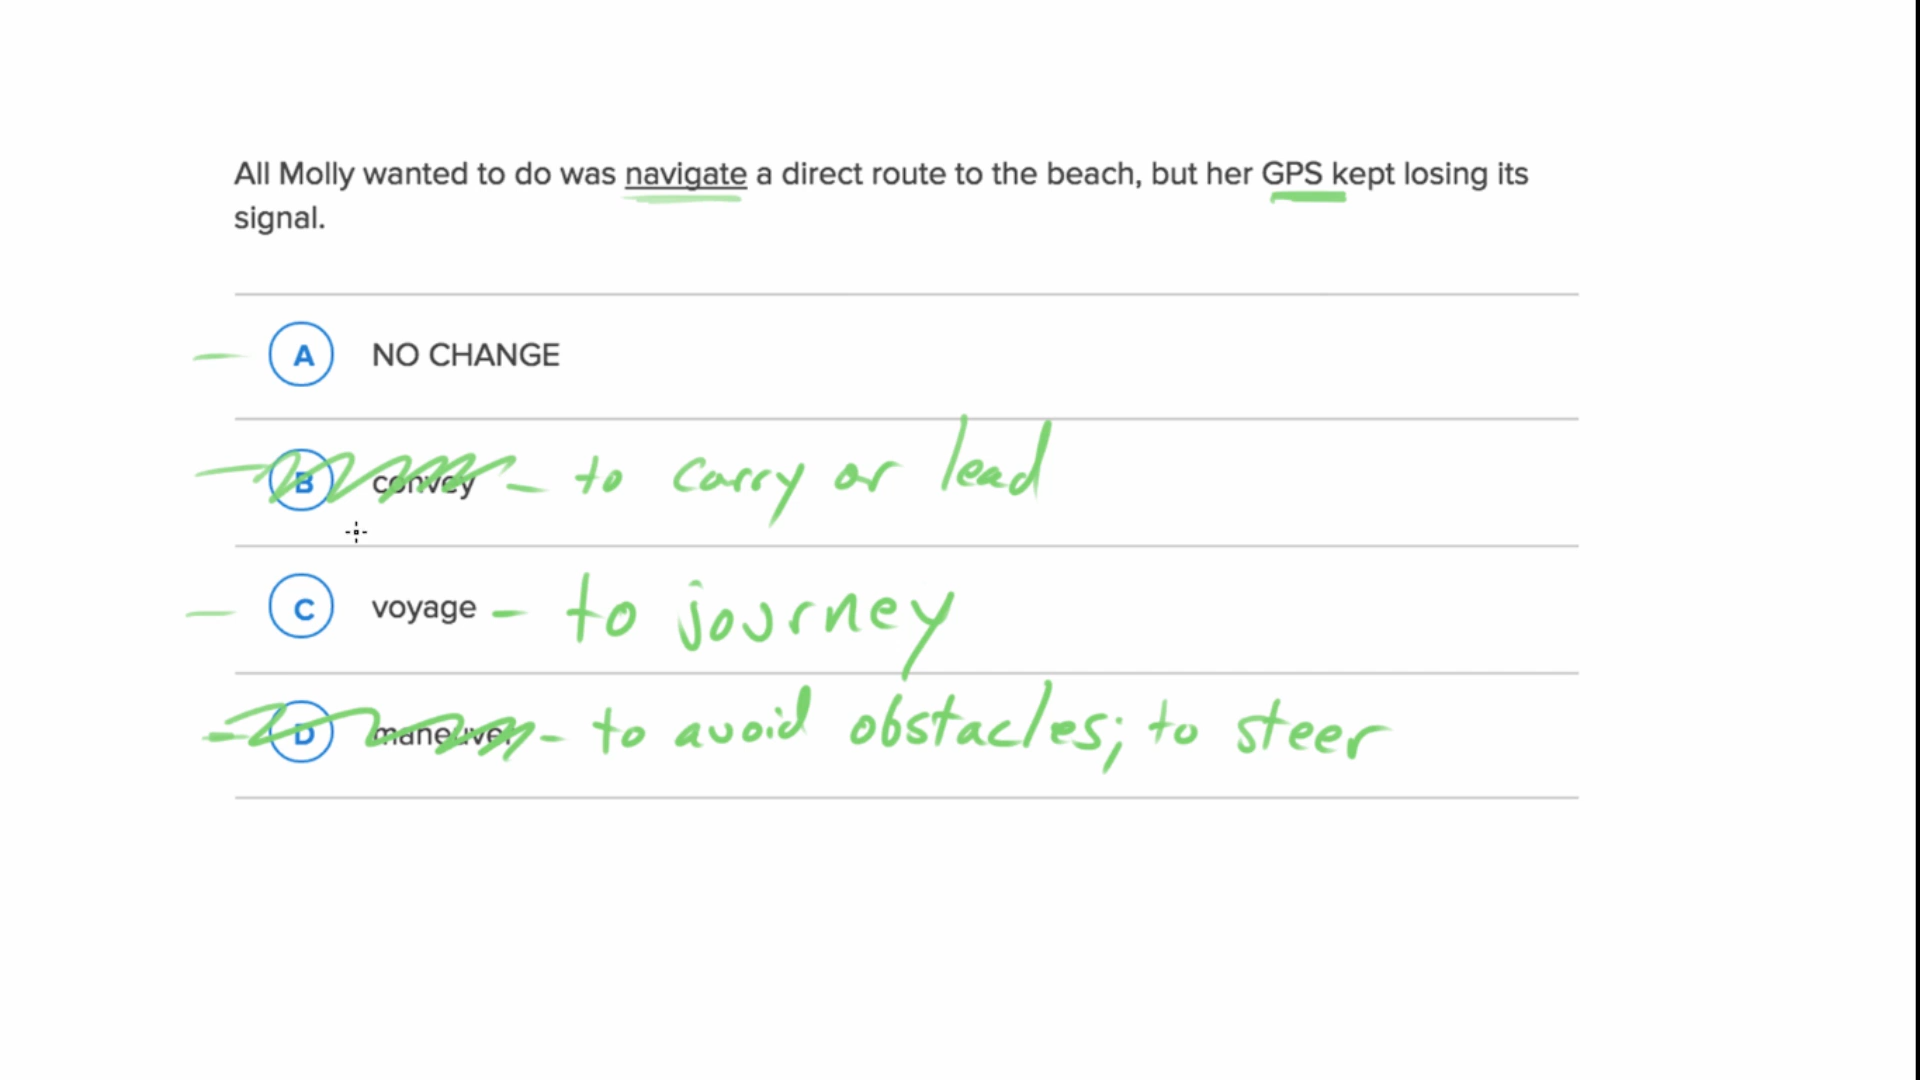 All Molly wanted to do was navigate a direct route to the beach, but her GPS kept losing its
signal.
A NO CHANGE
B convey - to carry or lead
C voyage - to journey
D maneuver - to avoid obstacles; to steer